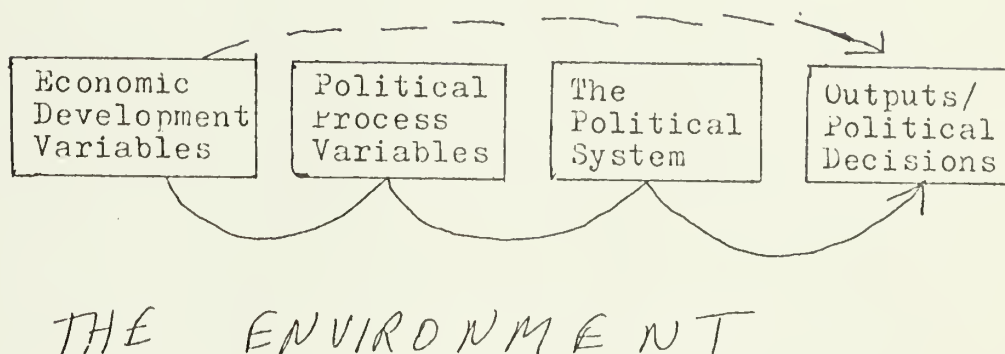 Economic
Development
Variables
Political
Process
Variables
The
Political
System
Outputs/
Political
Decisions
THE ENVIRONMENT